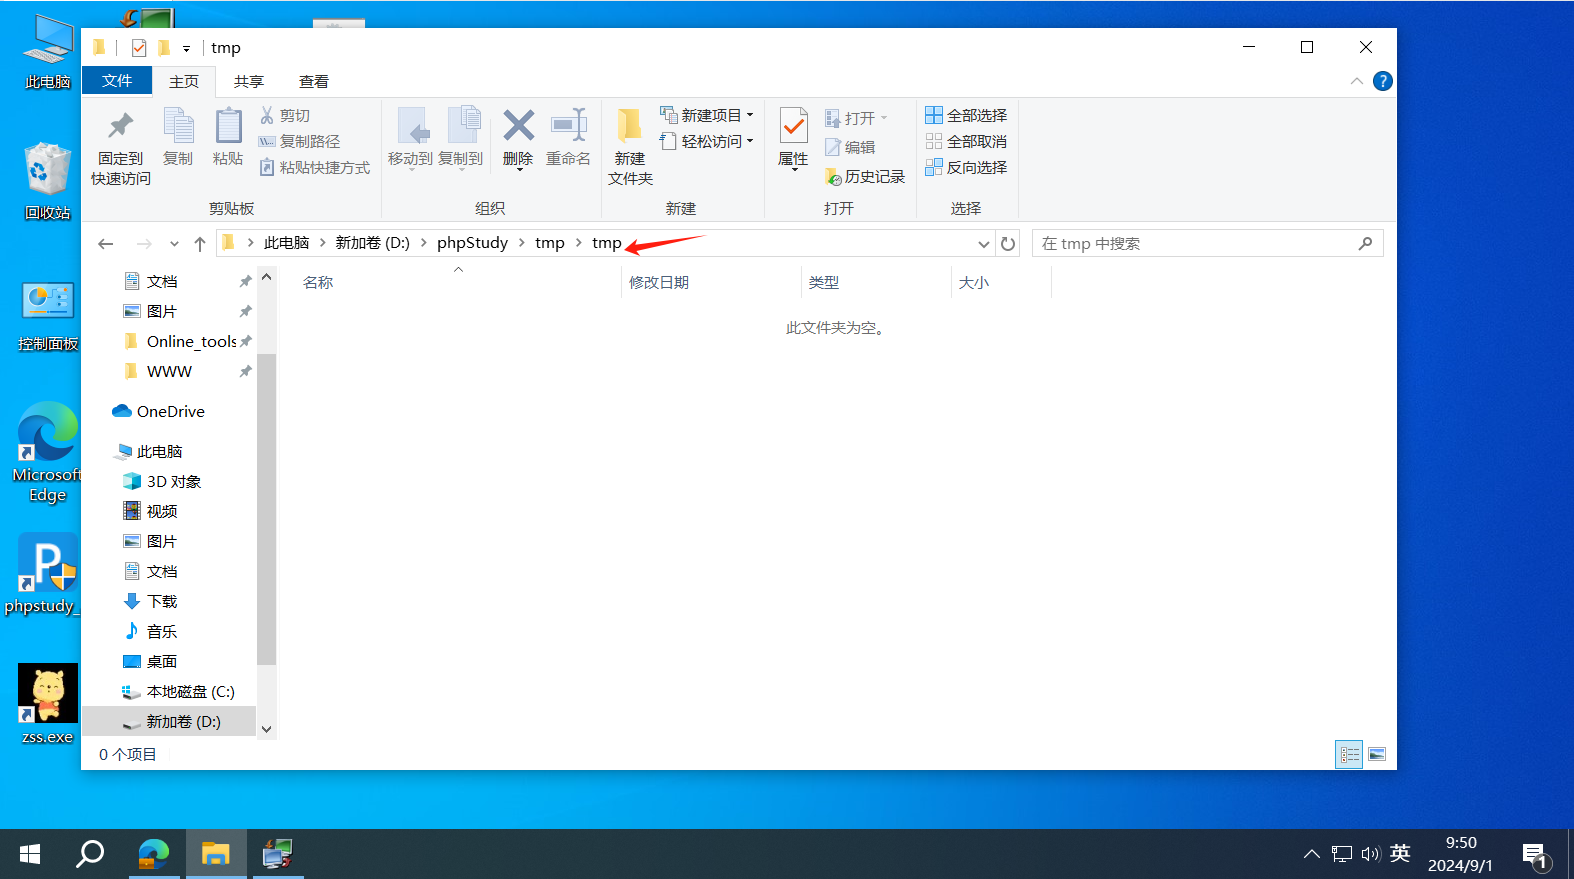 tmp
文件 主页 共享 查看
固定到
快速访问
复制
粘贴
剪切
复制路径
粘贴快捷方式
剪贴板
移动到
复制到
删除
重命名
组织
新建
文件夹
新建项目
轻松访问
新建
属性
打开
编辑
历史记录
打开
全部选择
全部取消
反向选择
选择
此电脑 新加卷 (D:) phpStudy tmp tmp
在 tmp 中搜索
名称 修改日期 类型 大小
此文件夹为空。
文档
图片
Online_tools
WWW
OneDrive
此电脑
3D 对象
视频
图片
文档
下载
音乐
桌面
本地磁盘 (C:)
新加卷 (D:)
0 个项目
此电脑
回收站
控制面板
Microsoft
Edge
phpstudy_
zss.exe
英
9:50
2024/9/1
1